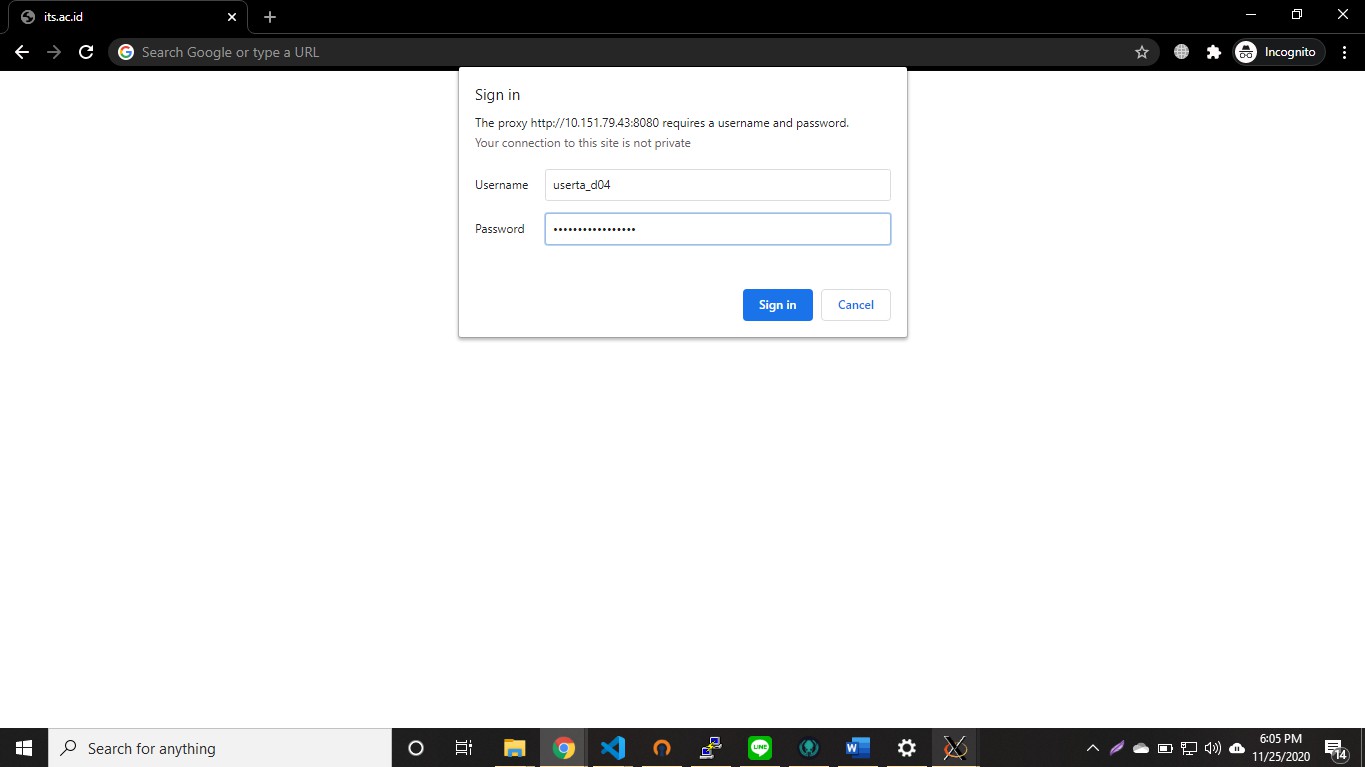 its.ac.id
Search Google or type a URL
Incognito
Sign in
The proxy http://10.151.79.43:8080 requires a username and password.
Your connection to this site is not private
Username userta_d04
Password •••••••••••••••••
Sign in Cancel
Search for anything
LINE
W
6:05 PM
11/25/2020
14